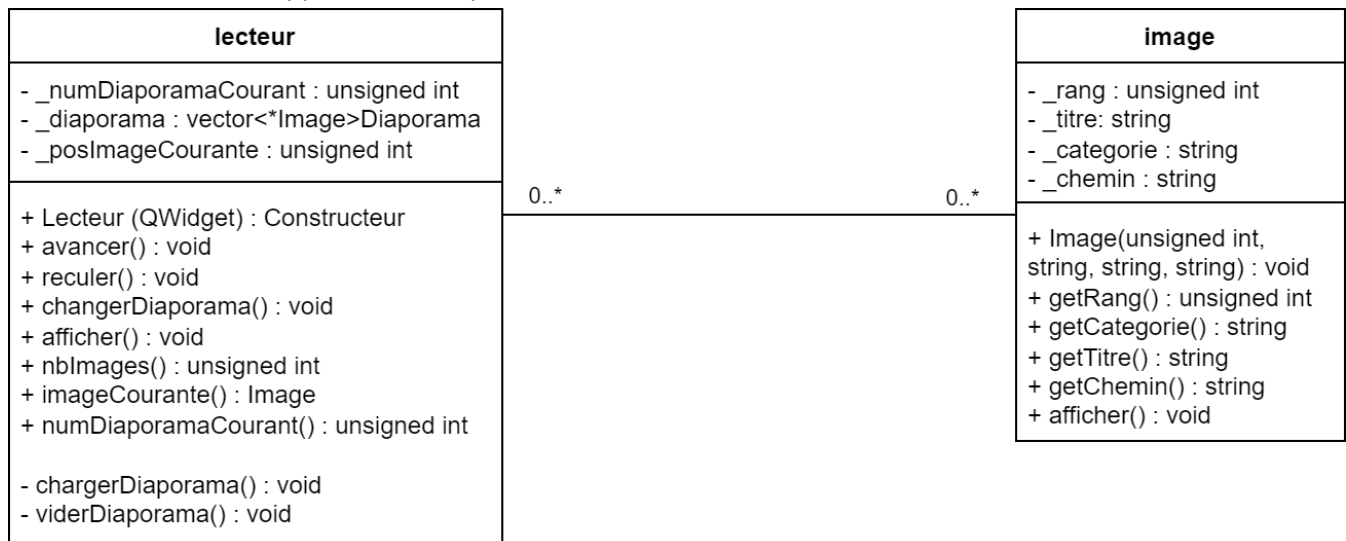 lecteur
- _numDiaporamaCourant : unsigned int
- _diaporama : vector<*Image>Diaporama
- _posImageCourante : unsigned int
+ Lecteur (QWidget) : Constructeur
+ avancer() : void
+ reculer() : void
+ changerDiaporama() : void
+ afficher() : void
+ nbImages() : unsigned int
+ imageCourante() : Image
+ numDiaporamaCourant() : unsigned int
- chargerDiaporama() : void
- viderDiaporama() : void
0..*
0..*
image
- _rang : unsigned int
- _titre: string
- _categorie : string
- _chemin : string
+ Image(unsigned int,
string, string, string) : void
+ getRang() : unsigned int
+ getCategorie() : string
+ getTitre() : string
+ getChemin() : string
+ afficher() : void